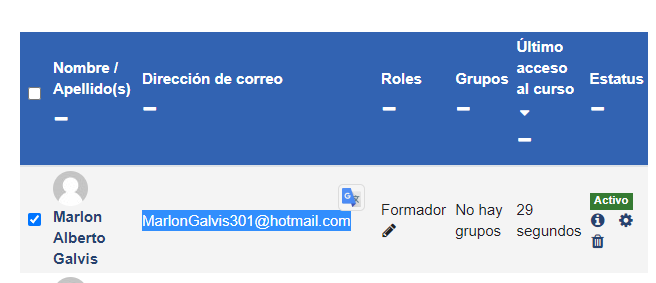 Nombre /
Apellido(s)
Dirección de correo
Roles
Grupos
Último
acceso
al curso
Estatus
Marlon
Alberto
Galvis
MarlonGalvis301@hotmail.com
Formador
No hay
grupos
29
segundos
Activo